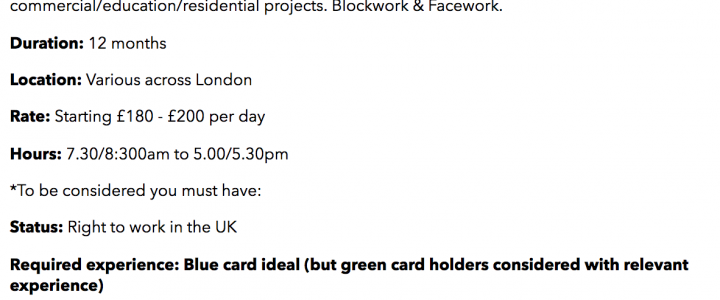 commercial/education/residential projects. Blockwork & Facework.
Duration: 12 months
Location: Various across London
Rate: Starting £180 - £200 per day
Hours: 7.30/8:300am to 5.00/5.30pm
*To be considered you must have:
Status: Right to work in the UK
Required experience: Blue card ideal (but green card holders considered with relevant
experience)